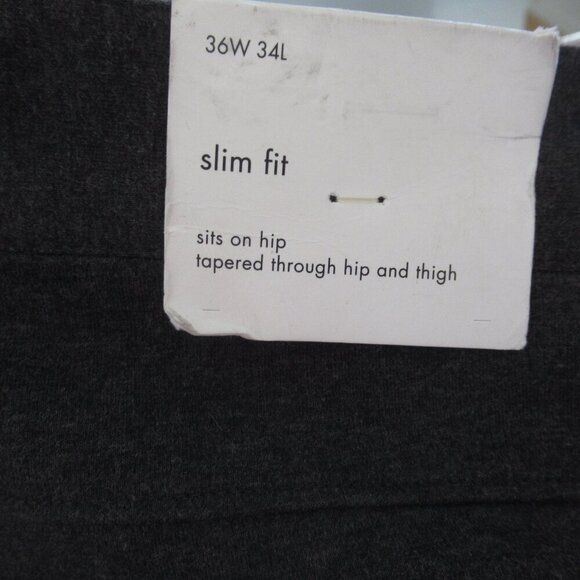 36W 34L
slim fit
sits on hip
tapered through hip and thigh